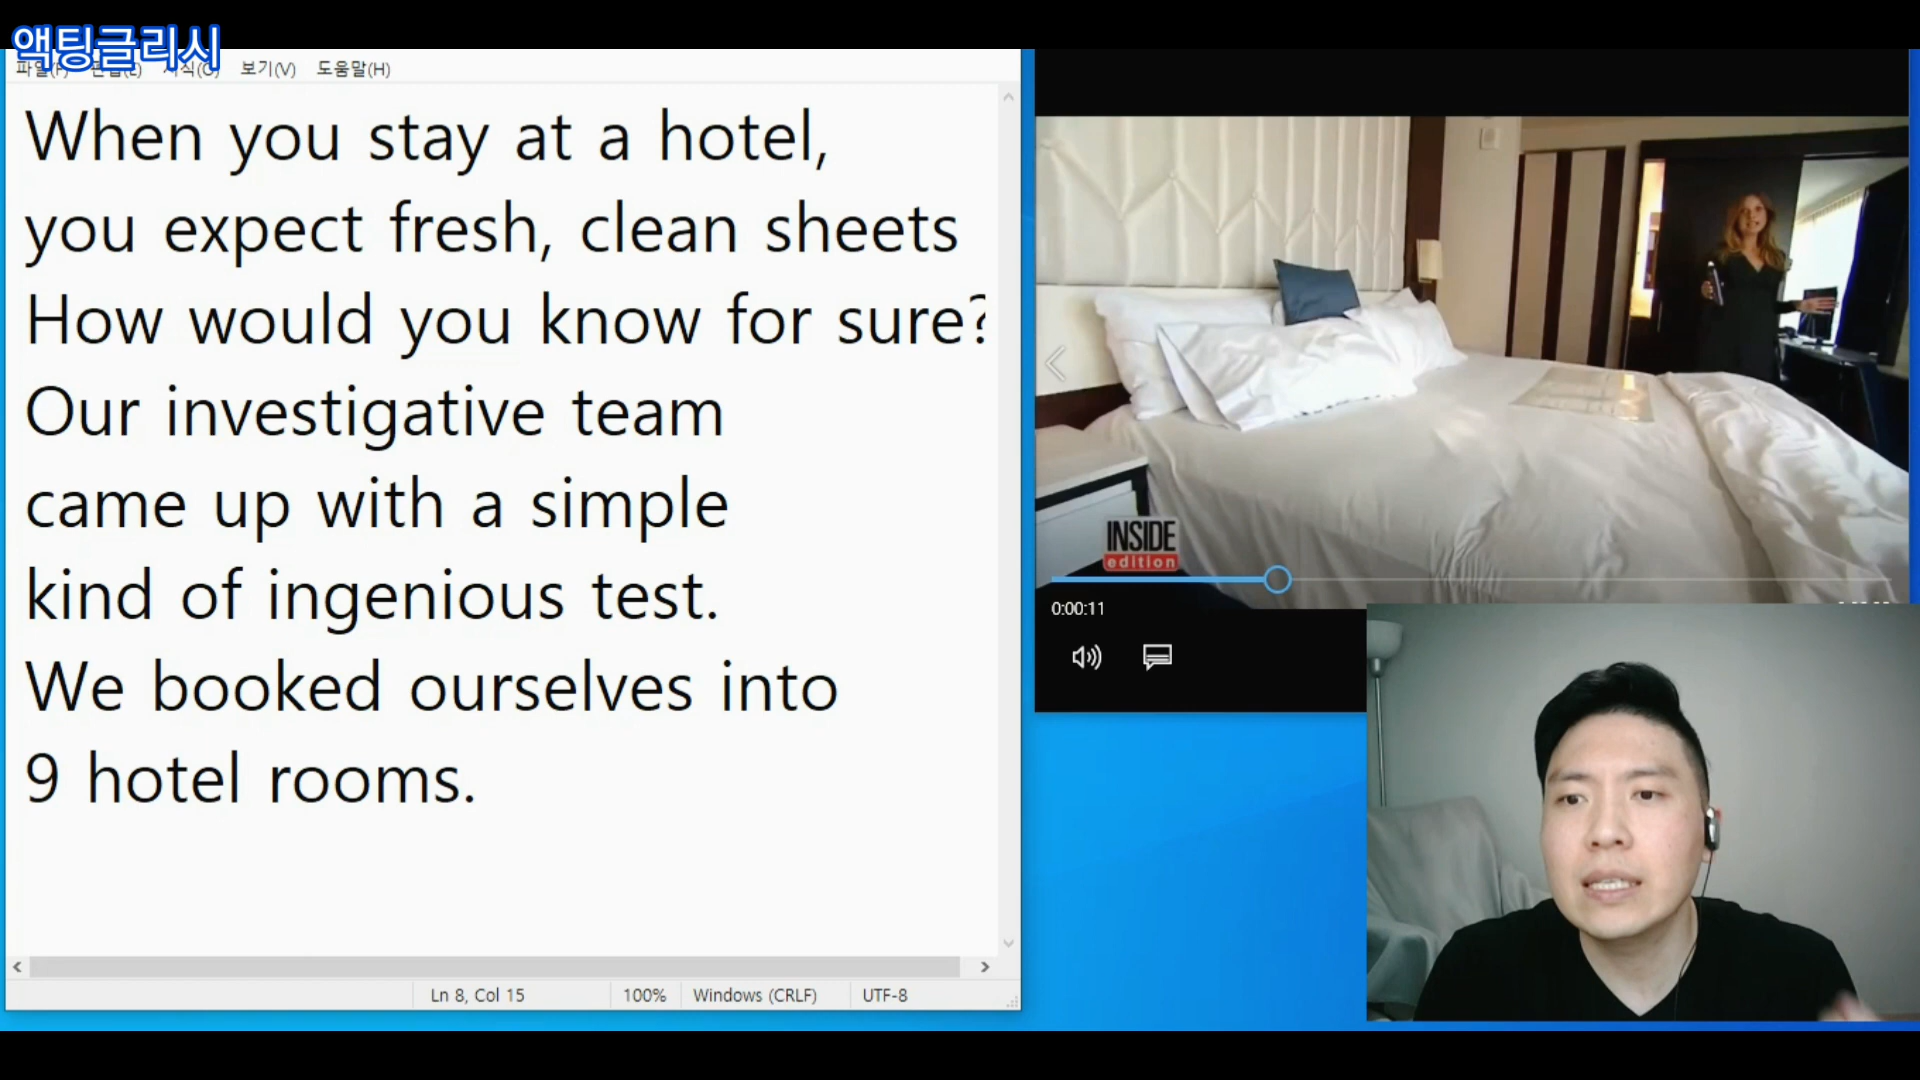 액팅글리시
보기(V) 도움말(H)
When you stay at a hotel,
you expect fresh, clean sheets
How would you know for sure?
Our investigative team
came up with a simple
kind of ingenious test.
We booked ourselves into
9 hotel rooms.
Ln 8, Col 15 100% Windows (CRLF) UTF-8
INSIDE
edition
0:00:11